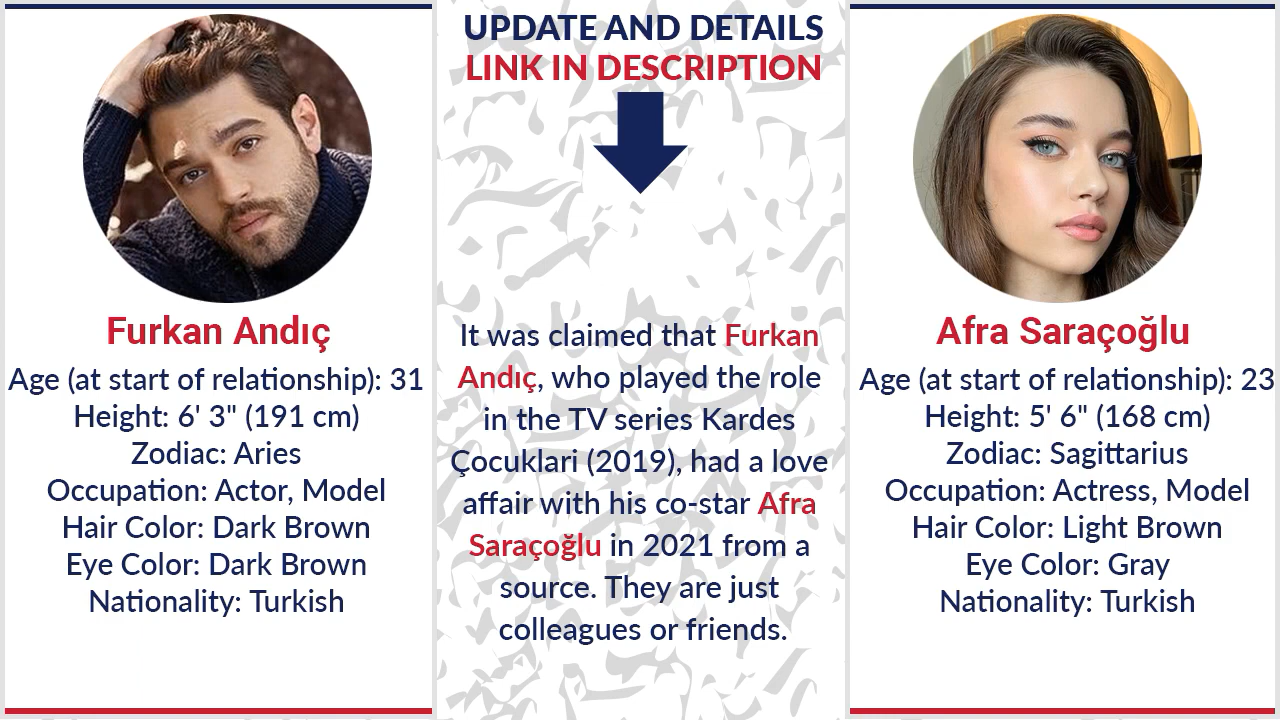 Furkan Andıç
Age (at start of relationship): 31
Height: 6' 3" (191 cm)
Zodiac: Aries
Occupation: Actor, Model
Hair Color: Dark Brown
Eye Color: Dark Brown
Nationality: Turkish
UPDATE AND DETAILS
LINK IN DESCRIPTION
It was claimed that Furkan
Andıç, who played the role
in the TV series Kardes
Çocuklari (2019), had a love
affair with his co-star Afra
Saraçoğlu in 2021 from a
source. They are just
colleagues or friends.
Afra Saraçoğlu
Age (at start of relationship): 23
Height: 5' 6" (168 cm)
Zodiac: Sagittarius
Occupation: Actress, Model
Hair Color: Light Brown
Eye Color: Gray
Nationality: Turkish